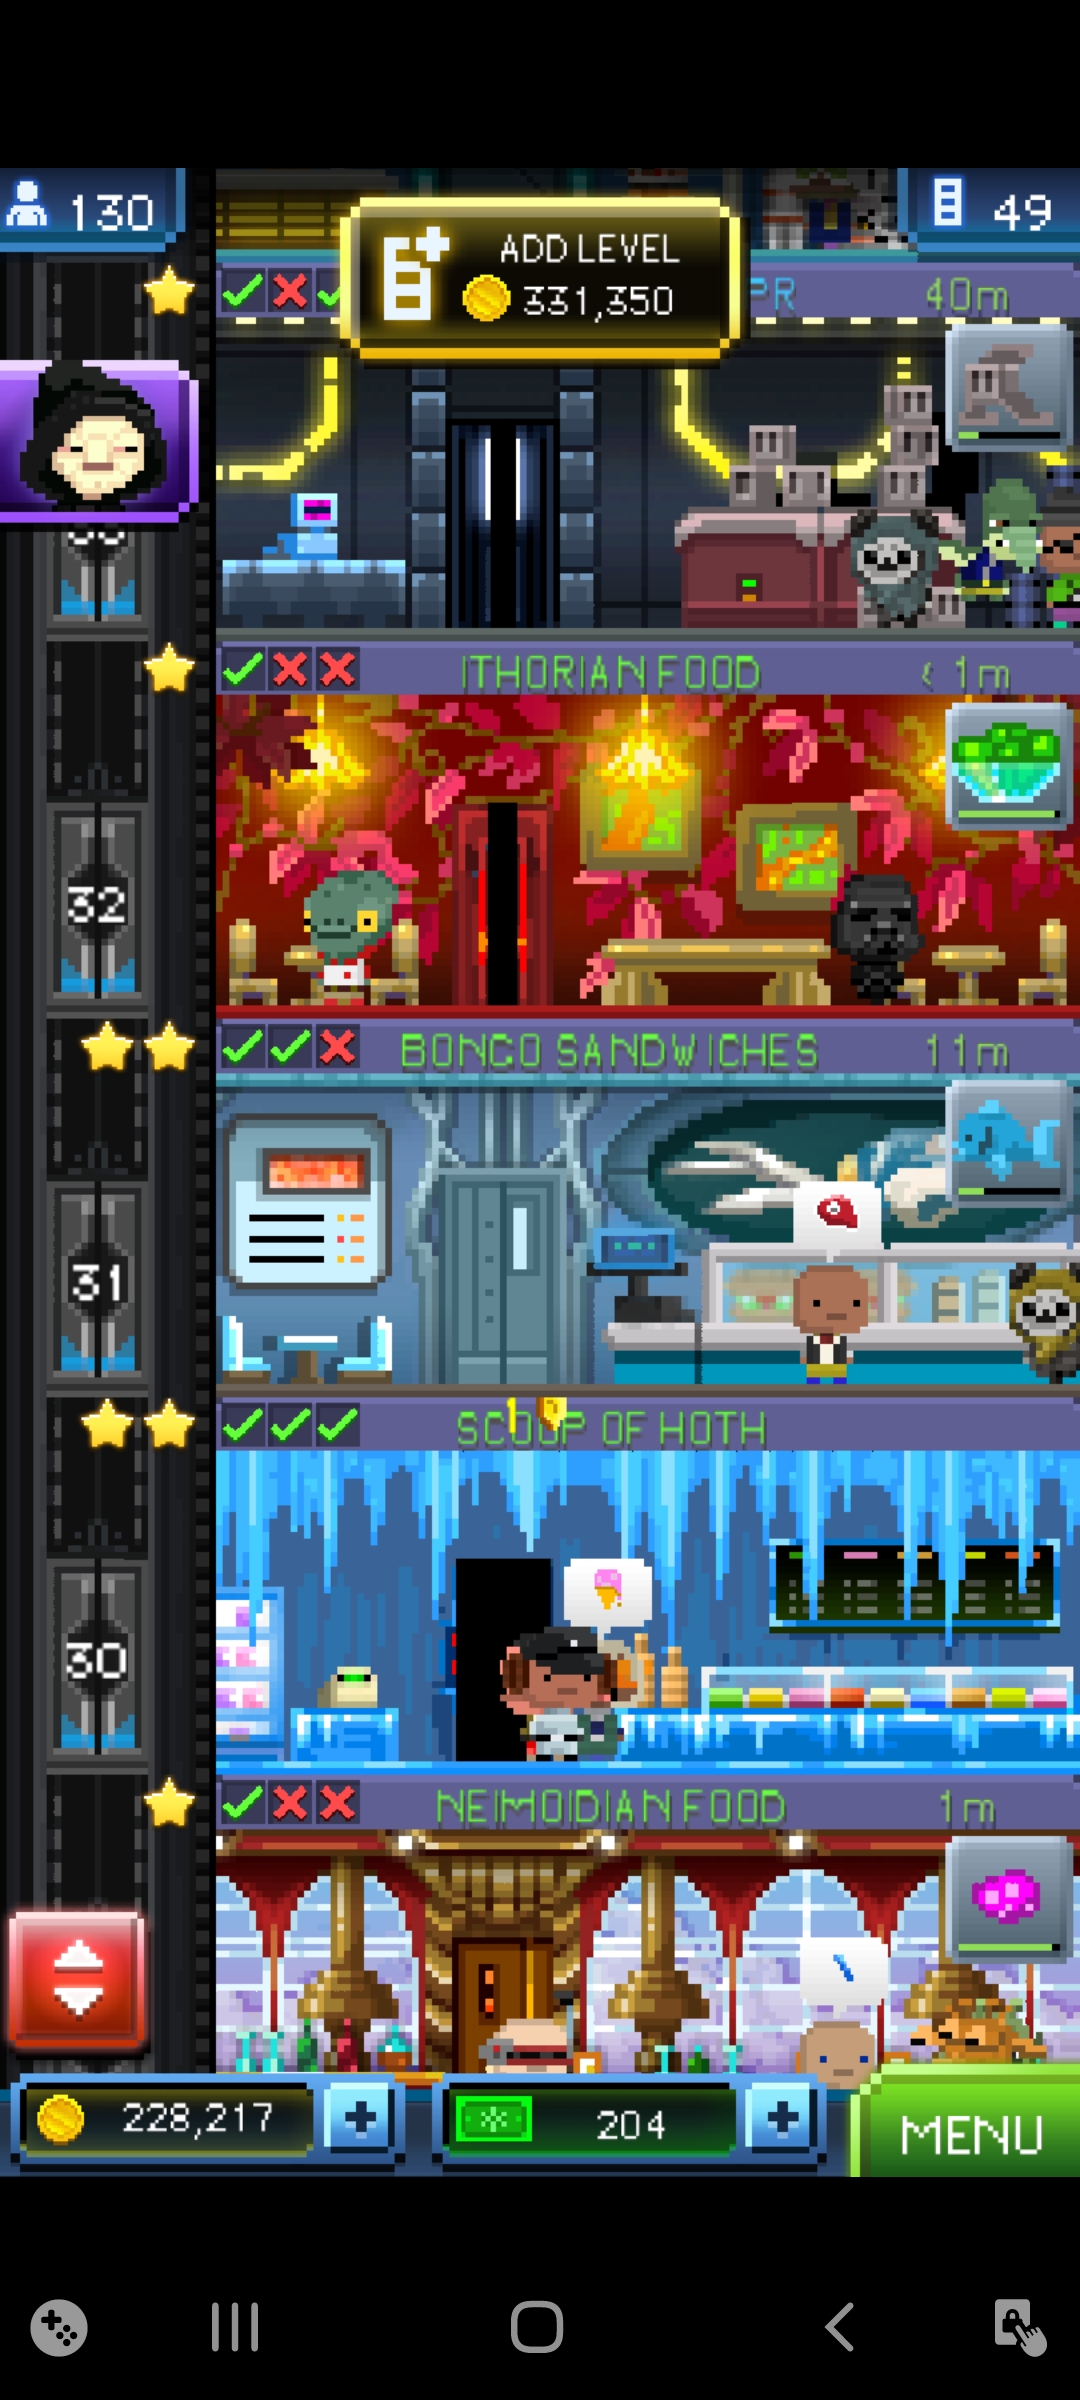 130
ADD LEVEL
331,350
49
PR 40m
ITHORIAN FOOD < 1m
32
BONGO SANDWICHES 11m
31
SCOOP OF HOTH
1
30
NEIMOIDIAN FOOD 1m
228,217
204
MENU